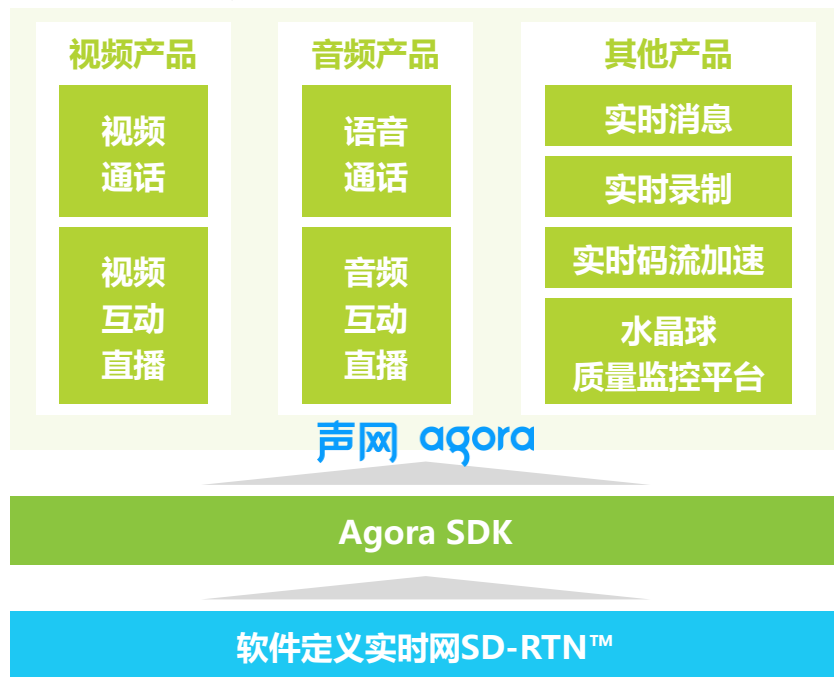 视频产品
视频
通话
视频
互动
直播
音频产品
语音
通话
音频
互动
直播
其他产品
实时消息
实时录制
实时码流加速
水晶球
质量监控平台
声网 agora
Agora SDK
软件定义实时网SD-RTN™